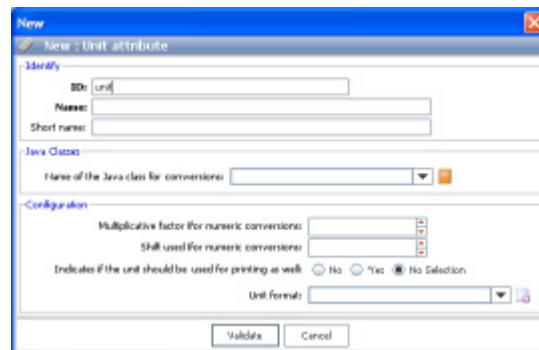 New
New : Unit attribute
Identify
ID: unit
Name:
Short name:
Java Classes
Name of the Java class for conversions:
Configuration
Multiplicative factor (for numeric conversions:
Shift used (for numeric conversions:
Indicates if the unit should be used for printing as well: No Yes No Selection
Unit format:
Validate Cancel